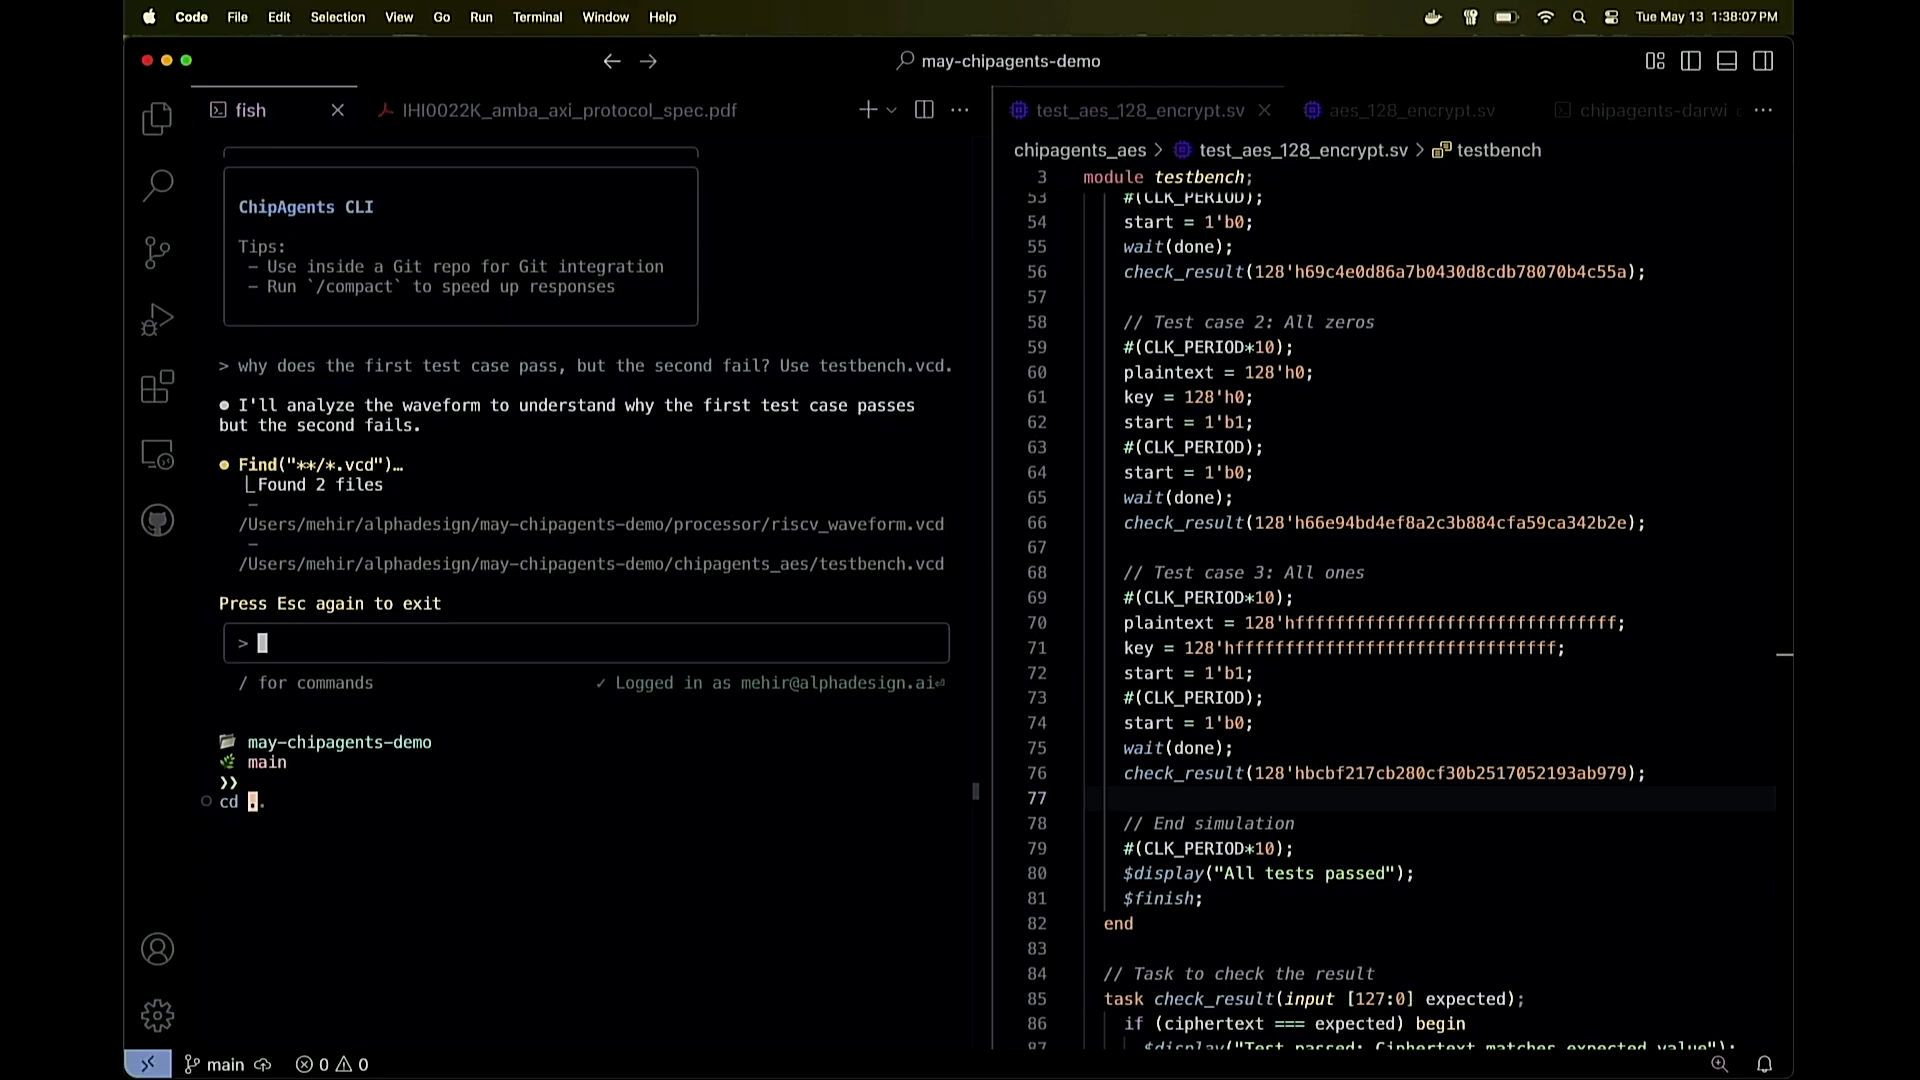 Code File Edit Selection View Go Run Terminal Window Help
Tue May 13 1:38:07 PM
may-chipagents-demo
fish
IHI0022K_amba_axi_protocol_spec.pdf
ChipAgents CLI
Tips:
– Use inside a Git repo for Git integration
– Run `/compact` to speed up responses
> why does the first test case pass, but the second fail? Use testbench.vcd.
● I'll analyze the waveform to understand why the first test case passes
but the second fails.
● Find("**/*.vcd")…
⎿Found 2 files
–
/Users/mehir/alphadesign/may-chipagents-demo/processor/riscv_waveform.vcd
–
/Users/mehir/alphadesign/may-chipagents-demo/chipagents_aes/testbench.vcd
Press Esc again to exit
>
/ for commands
✓ Logged in as mehir@alphadesign.ai⏎
may-chipagents-demo
main
❯❯
cd ..
test_aes_128_encrypt.sv
aes_128_encrypt.sv
chipagents-darwi
chipagents_aes > test_aes_128_encrypt.sv > testbench
3 module testbench;
53 #(CLK_PERIOD);
54 start = 1'b0;
55 wait(done);
56 check_result(128'h69c4e0d86a7b0430d8cdb78070b4c55a);
57
58 // Test case 2: All zeros
59 #(CLK_PERIOD*10);
60 plaintext = 128'h0;
61 key = 128'h0;
62 start = 1'b1;
63 #(CLK_PERIOD);
64 start = 1'b0;
65 wait(done);
66 check_result(128'h66e94bd4ef8a2c3b884cfa59ca342b2e);
67
68 // Test case 3: All ones
69 #(CLK_PERIOD*10);
70 plaintext = 128'hffffffffffffffffffffffffffffffff;
71 key = 128'hffffffffffffffffffffffffffffffff;
72 start = 1'b1;
73 #(CLK_PERIOD);
74 start = 1'b0;
75 wait(done);
76 check_result(128'hbcbf217cb280cf30b2517052193ab979);
77
78 // End simulation
79 #(CLK_PERIOD*10);
80 $display("All tests passed");
81 $finish;
82 end
83
84 // Task to check the result
85 task check_result(input [127:0] expected);
86 if (ciphertext === expected) begin
87 $display("Test passed: Ciphertext matches expected value");
main
0 0